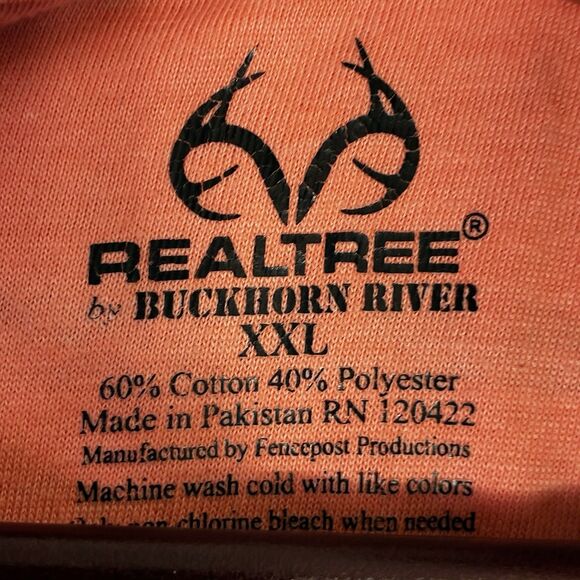 REALTREE®
by BUCKHORN RIVER
XXL
60% Cotton 40% Polyester
Made in Pakistan RN 120422
Manufactured by Fencepost Productions
Machine wash cold with like colors
non-chlorine bleach when needed